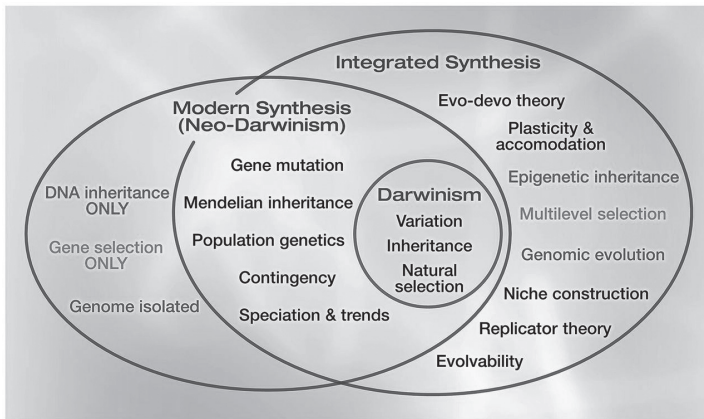 Integrated Synthesis
Modern Synthesis
(Neo-Darwinism)
Evo-devo theory
Plasticity &
accomodation
Gene mutation
Epigenetic inheritance
DNA inheritance
ONLY
Mendelian inheritance
Darwinism
Variation
Inheritance
Natural
selection
Multilevel selection
Gene selection
ONLY
Population genetics
Genomic evolution
Contingency
Genome isolated
Speciation & trends
Niche construction
Replicator theory
Evolvability